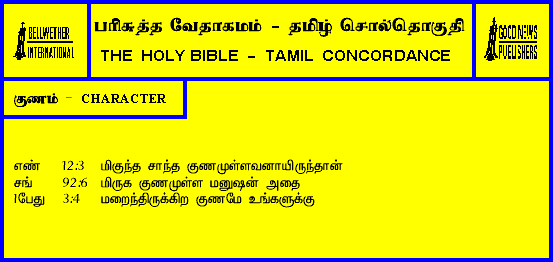 BELLWETHER
INTERNATIONAL
பரிசுத்த வேதாகமம் - தமிழ் சொல்தொகுதி
THE HOLY BIBLE - TAMIL CONCORDANCE
GOOD NEWS
PUBLISHERS
குணம் - CHARACTER
எண் 12:3 மிகுந்த சாந்த குணமுள்ளவனாயிருந்தான்
சங் 92:6 மிருக குணமுள்ள மனுஷன் அதை
1பேது 3:4 மறைந்திருக்கிற குணமே உங்களுக்கு